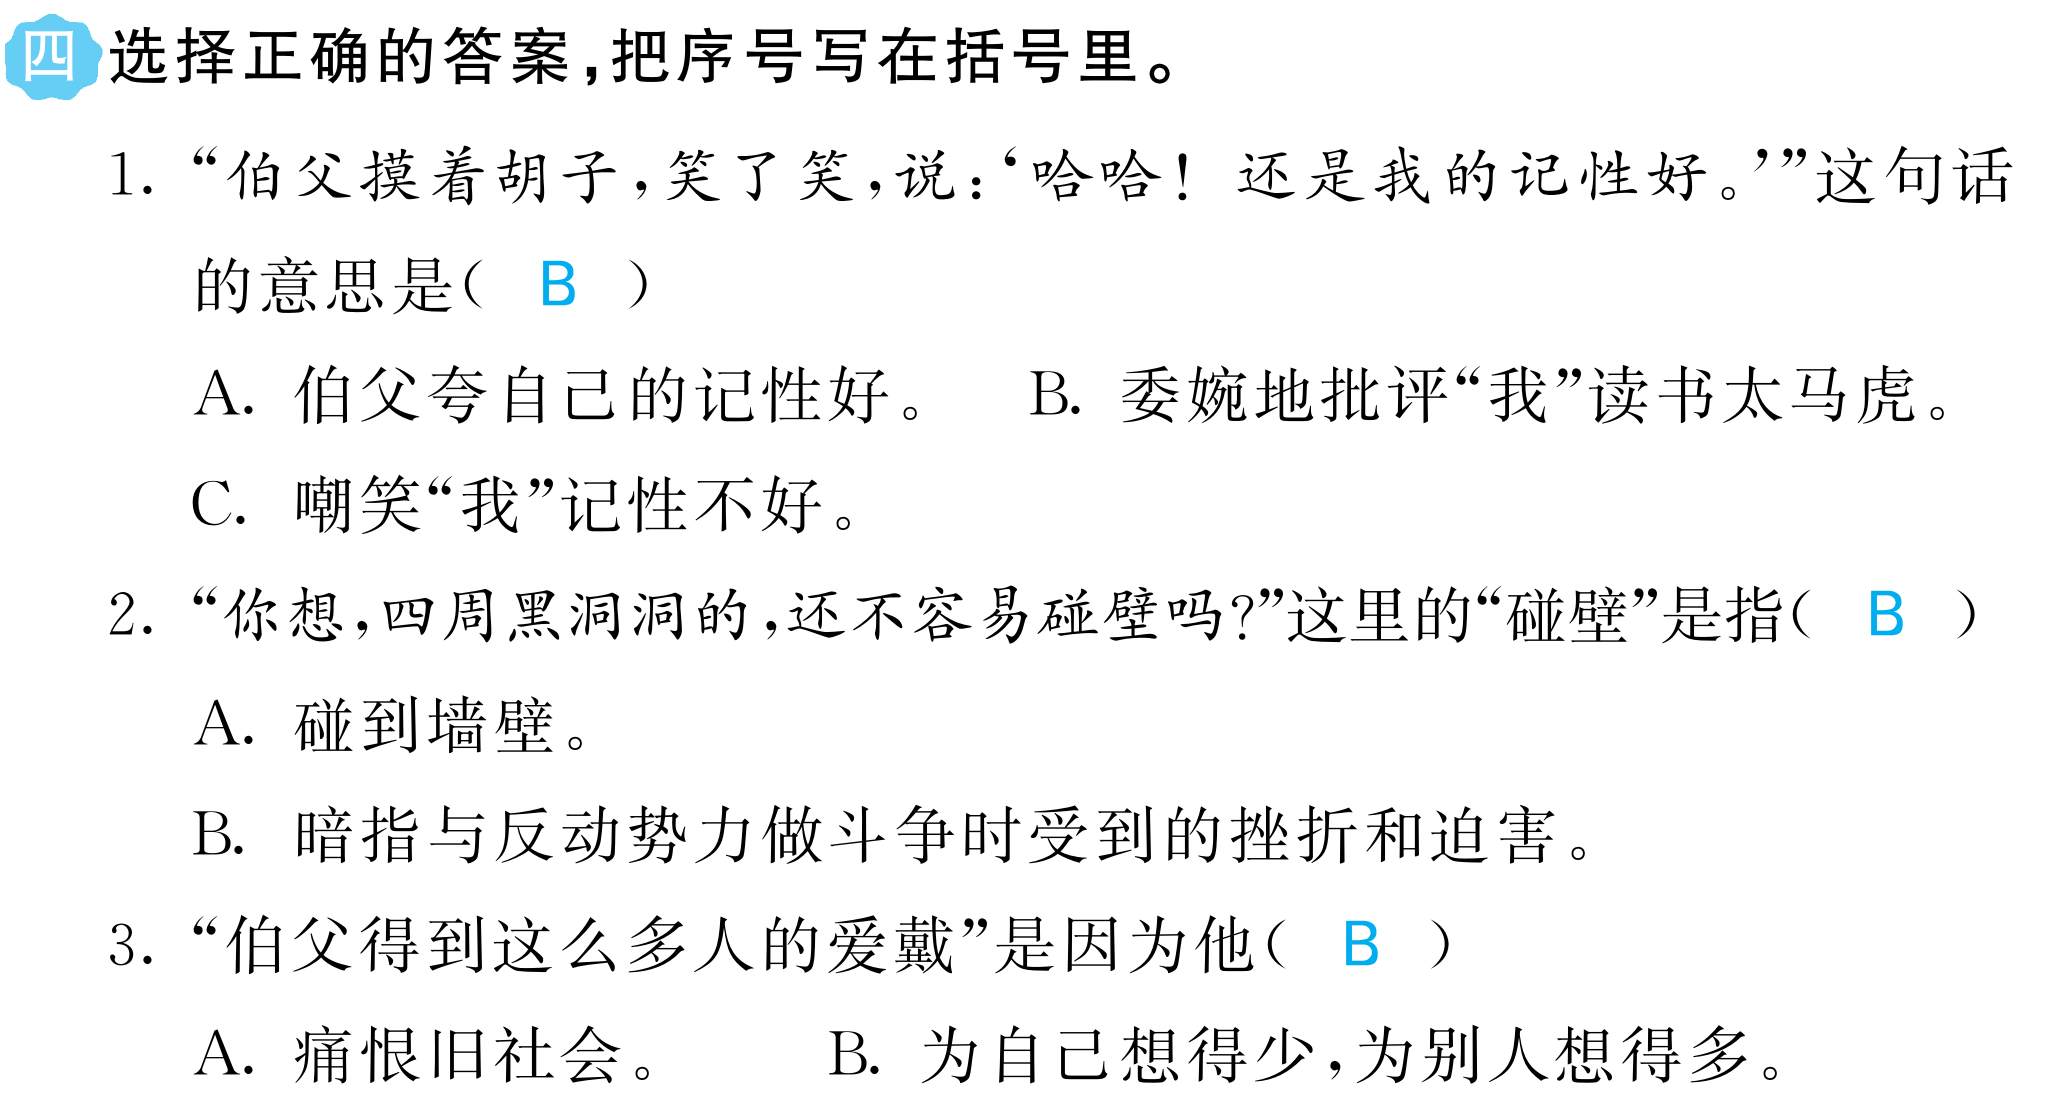 四 选择正确的答案,把序号写在括号里。
1. “伯父摸着胡子,笑了笑,说:‘哈哈! 还是我的记性好。’”这句话
的意思是( B )
A. 伯父夸自己的记性好。 B. 委婉地批评“我”读书太马虎。
C. 嘲笑“我”记性不好。
2. “你想,四周黑洞洞的,还不容易碰壁吗?”这里的“碰壁”是指( B )
A. 碰到墙壁。
B. 暗指与反动势力做斗争时受到的挫折和迫害。
3. “伯父得到这么多人的爱戴”是因为他( B )
A. 痛恨旧社会。 B. 为自己想得少,为别人想得多。